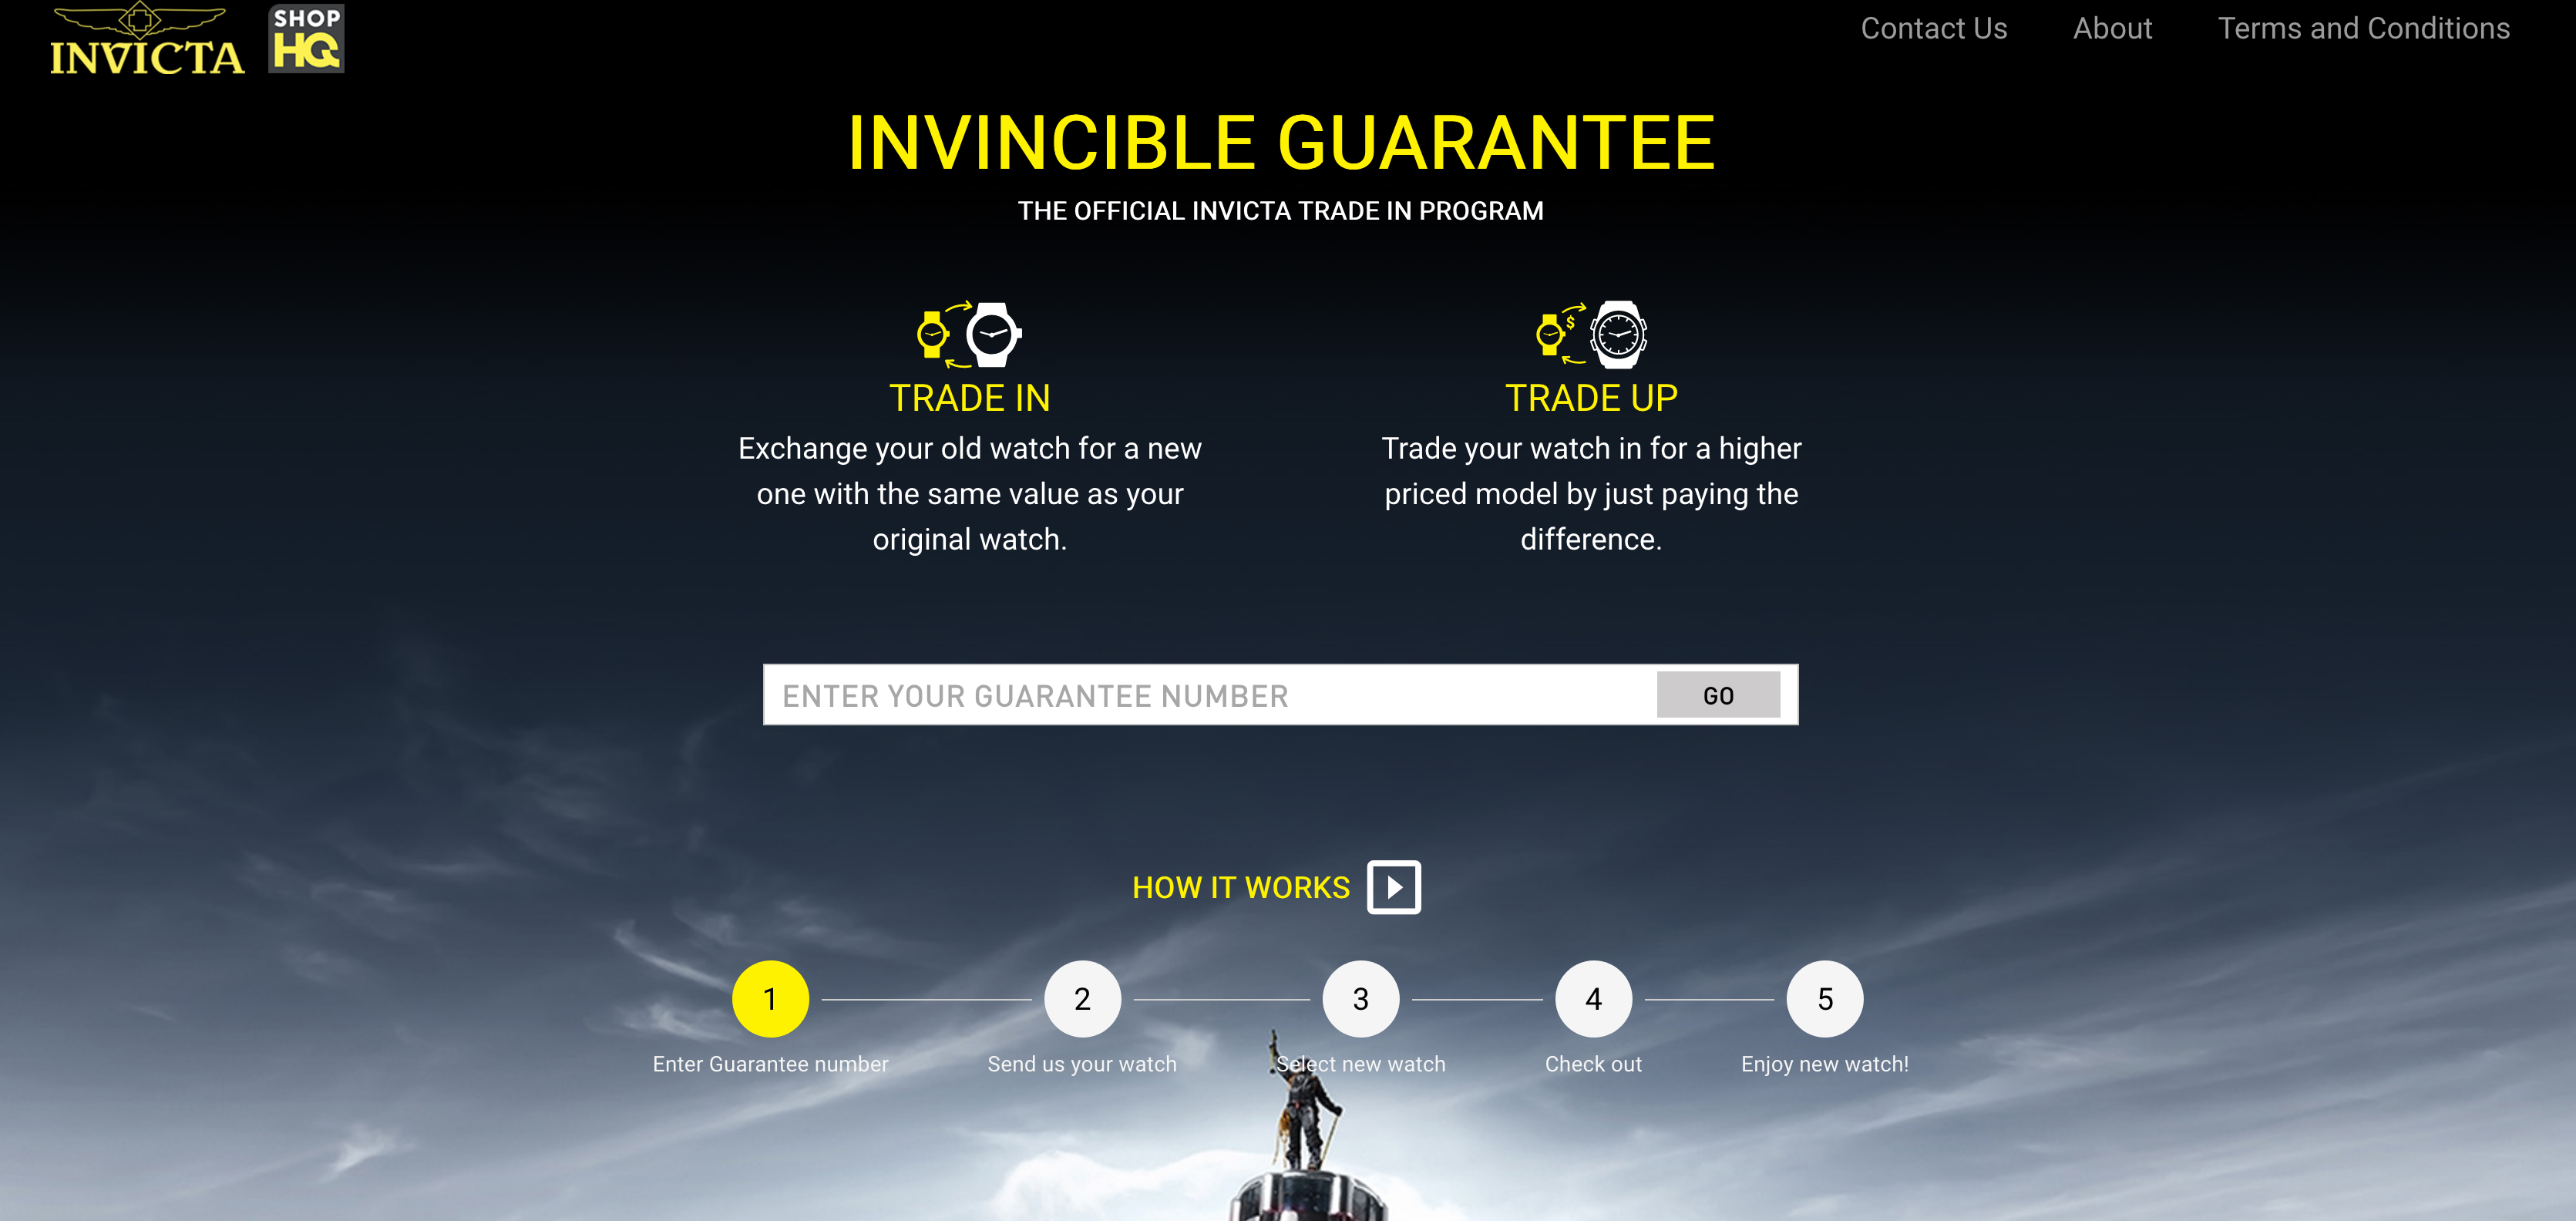 INVICTA
SHOP
HQ
Contact Us
About
Terms and Conditions
INVINCIBLE GUARANTEE
THE OFFICIAL INVICTA TRADE IN PROGRAM
$
TRADE IN
Exchange your old watch for a new
one with the same value as your
original watch.
TRADE UP
Trade your watch in for a higher
priced model by just paying the
difference.
ENTER YOUR GUARANTEE NUMBER
GO
HOW IT WORKS
1
Enter Guarantee number
2
Send us your watch
3
Select new watch
4
Check out
5
Enjoy new watch!